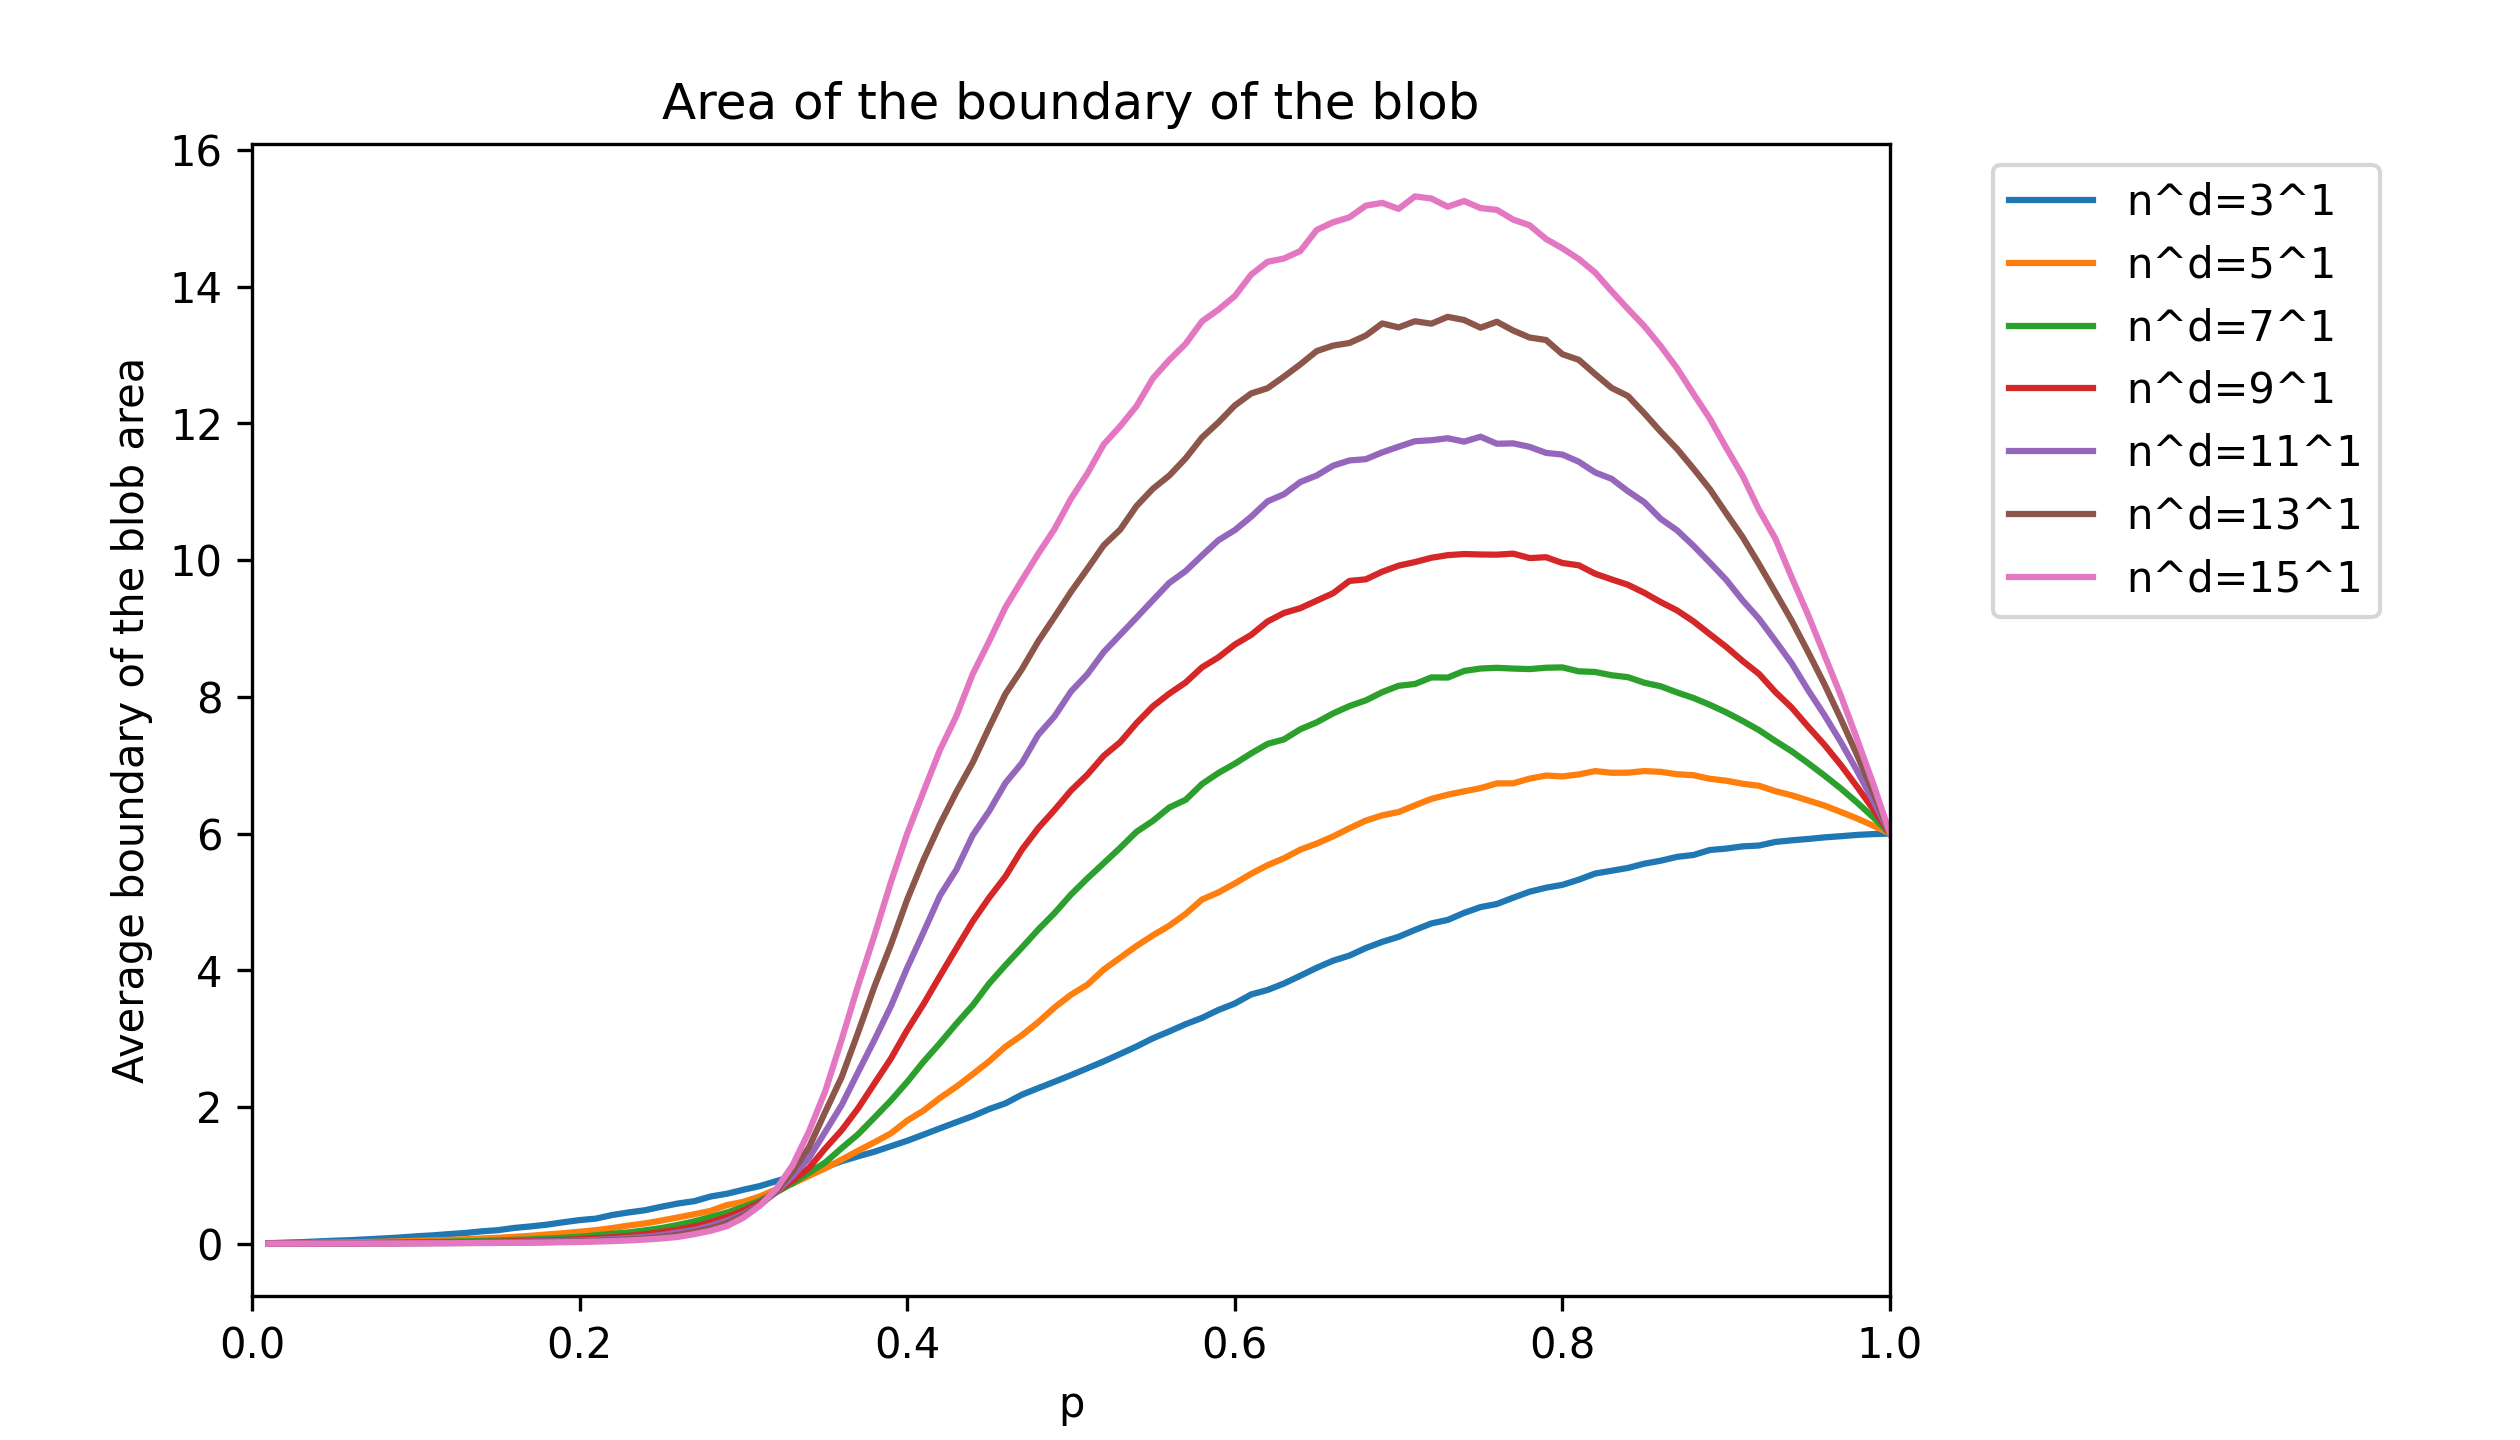 Area of the boundary of the blob
Average boundary of the blob area
16
14
12
10
8
6
4
2
0
0.0 0.2 0.4 0.6 0.8 1.0
p
n^d=3^1
n^d=5^1
n^d=7^1
n^d=9^1
n^d=11^1
n^d=13^1
n^d=15^1